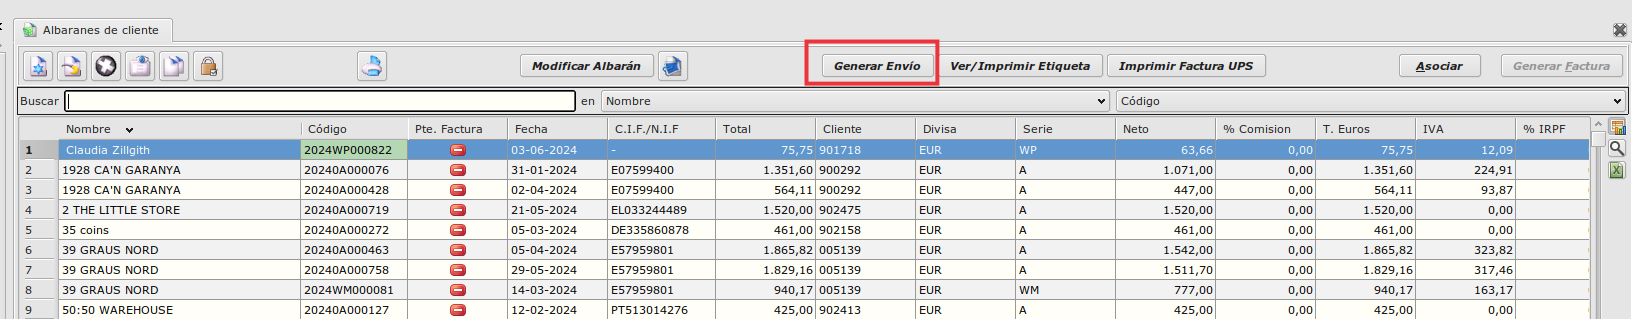 Albaranes de cliente
Modificar Albarán Generar Envío Ver/Imprimir Etiqueta Imprimir Factura UPS Asociar Generar Factura
Buscar en Nombre Código
Nombre Código Pte. Factura Fecha C.I.F./N.I.F Total Cliente Divisa Serie Neto % Comision T. Euros IVA % IRPF
1 Claudia Zillgith 2024WP000822 03-06-2024 - 75,75 901718 EUR WP 63,66 0,00 75,75 12,09
2 1928 CA'N GARANYA 20240A000076 31-01-2024 E07599400 1.351,60 900292 EUR A 1.071,00 0,00 1.351,60 224,91
3 1928 CA'N GARANYA 20240A000428 02-04-2024 E07599400 564,11 900292 EUR A 447,00 0,00 564,11 93,87
4 2 THE LITTLE STORE 20240A000719 21-05-2024 EL033244489 1.520,00 902475 EUR A 1.520,00 0,00 1.520,00 0,00
5 35 coins 20240A000272 05-03-2024 DE335860878 461,00 902158 EUR A 461,00 0,00 461,00 0,00
6 39 GRAUS NORD 20240A000463 05-04-2024 E57959801 1.865,82 005139 EUR A 1.542,00 0,00 1.865,82 323,82
7 39 GRAUS NORD 20240A000758 29-05-2024 E57959801 1.829,16 005139 EUR A 1.511,70 0,00 1.829,16 317,46
8 39 GRAUS NORD 2024WM000081 14-03-2024 E57959801 940,17 005139 EUR WM 777,00 0,00 940,17 163,17
9 50:50 WAREHOUSE 20240A000127 12-02-2024 PT513014276 425,00 902413 EUR A 425,00 0,00 425,00 0,00